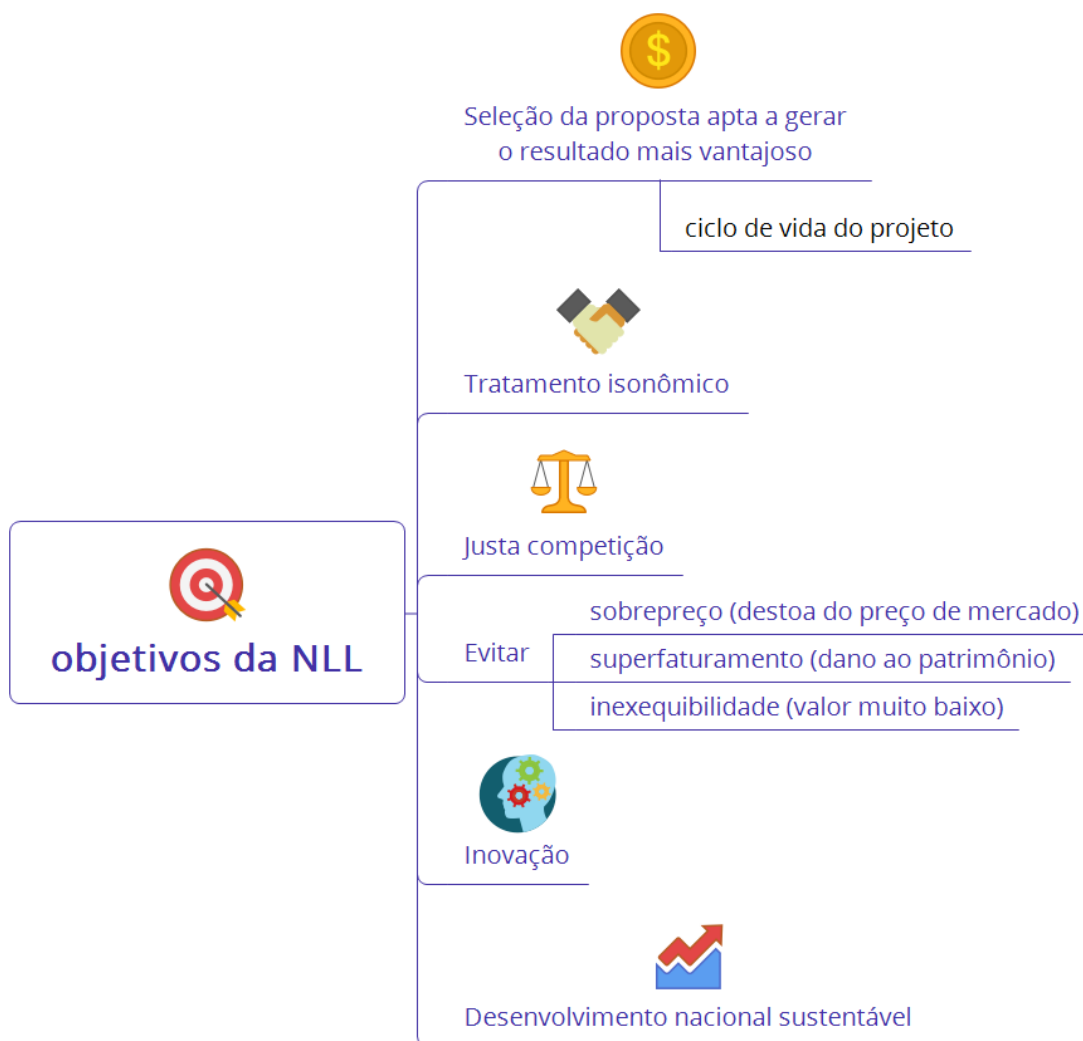 $
Seleção da proposta apta a gerar
o resultado mais vantajoso
ciclo de vida do projeto
Tratamento isonômico
Justa competição
objetivos da NLL
Evitar
sobrepreço (destoa do preço de mercado)
superfaturamento (dano ao patrimônio)
inexequibilidade (valor muito baixo)
Inovação
Desenvolvimento nacional sustentável